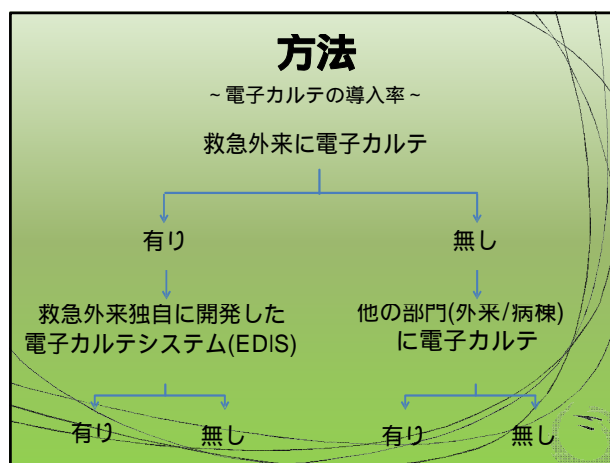 方法
~電子カルテの導入率~
救急外来に電子カルテ
有り
無し
救急外来独自に開発した
電子カルテシステム(EDIS)
他の部門(外来/病棟)
に電子カルテ
有り
無し
有り
無し